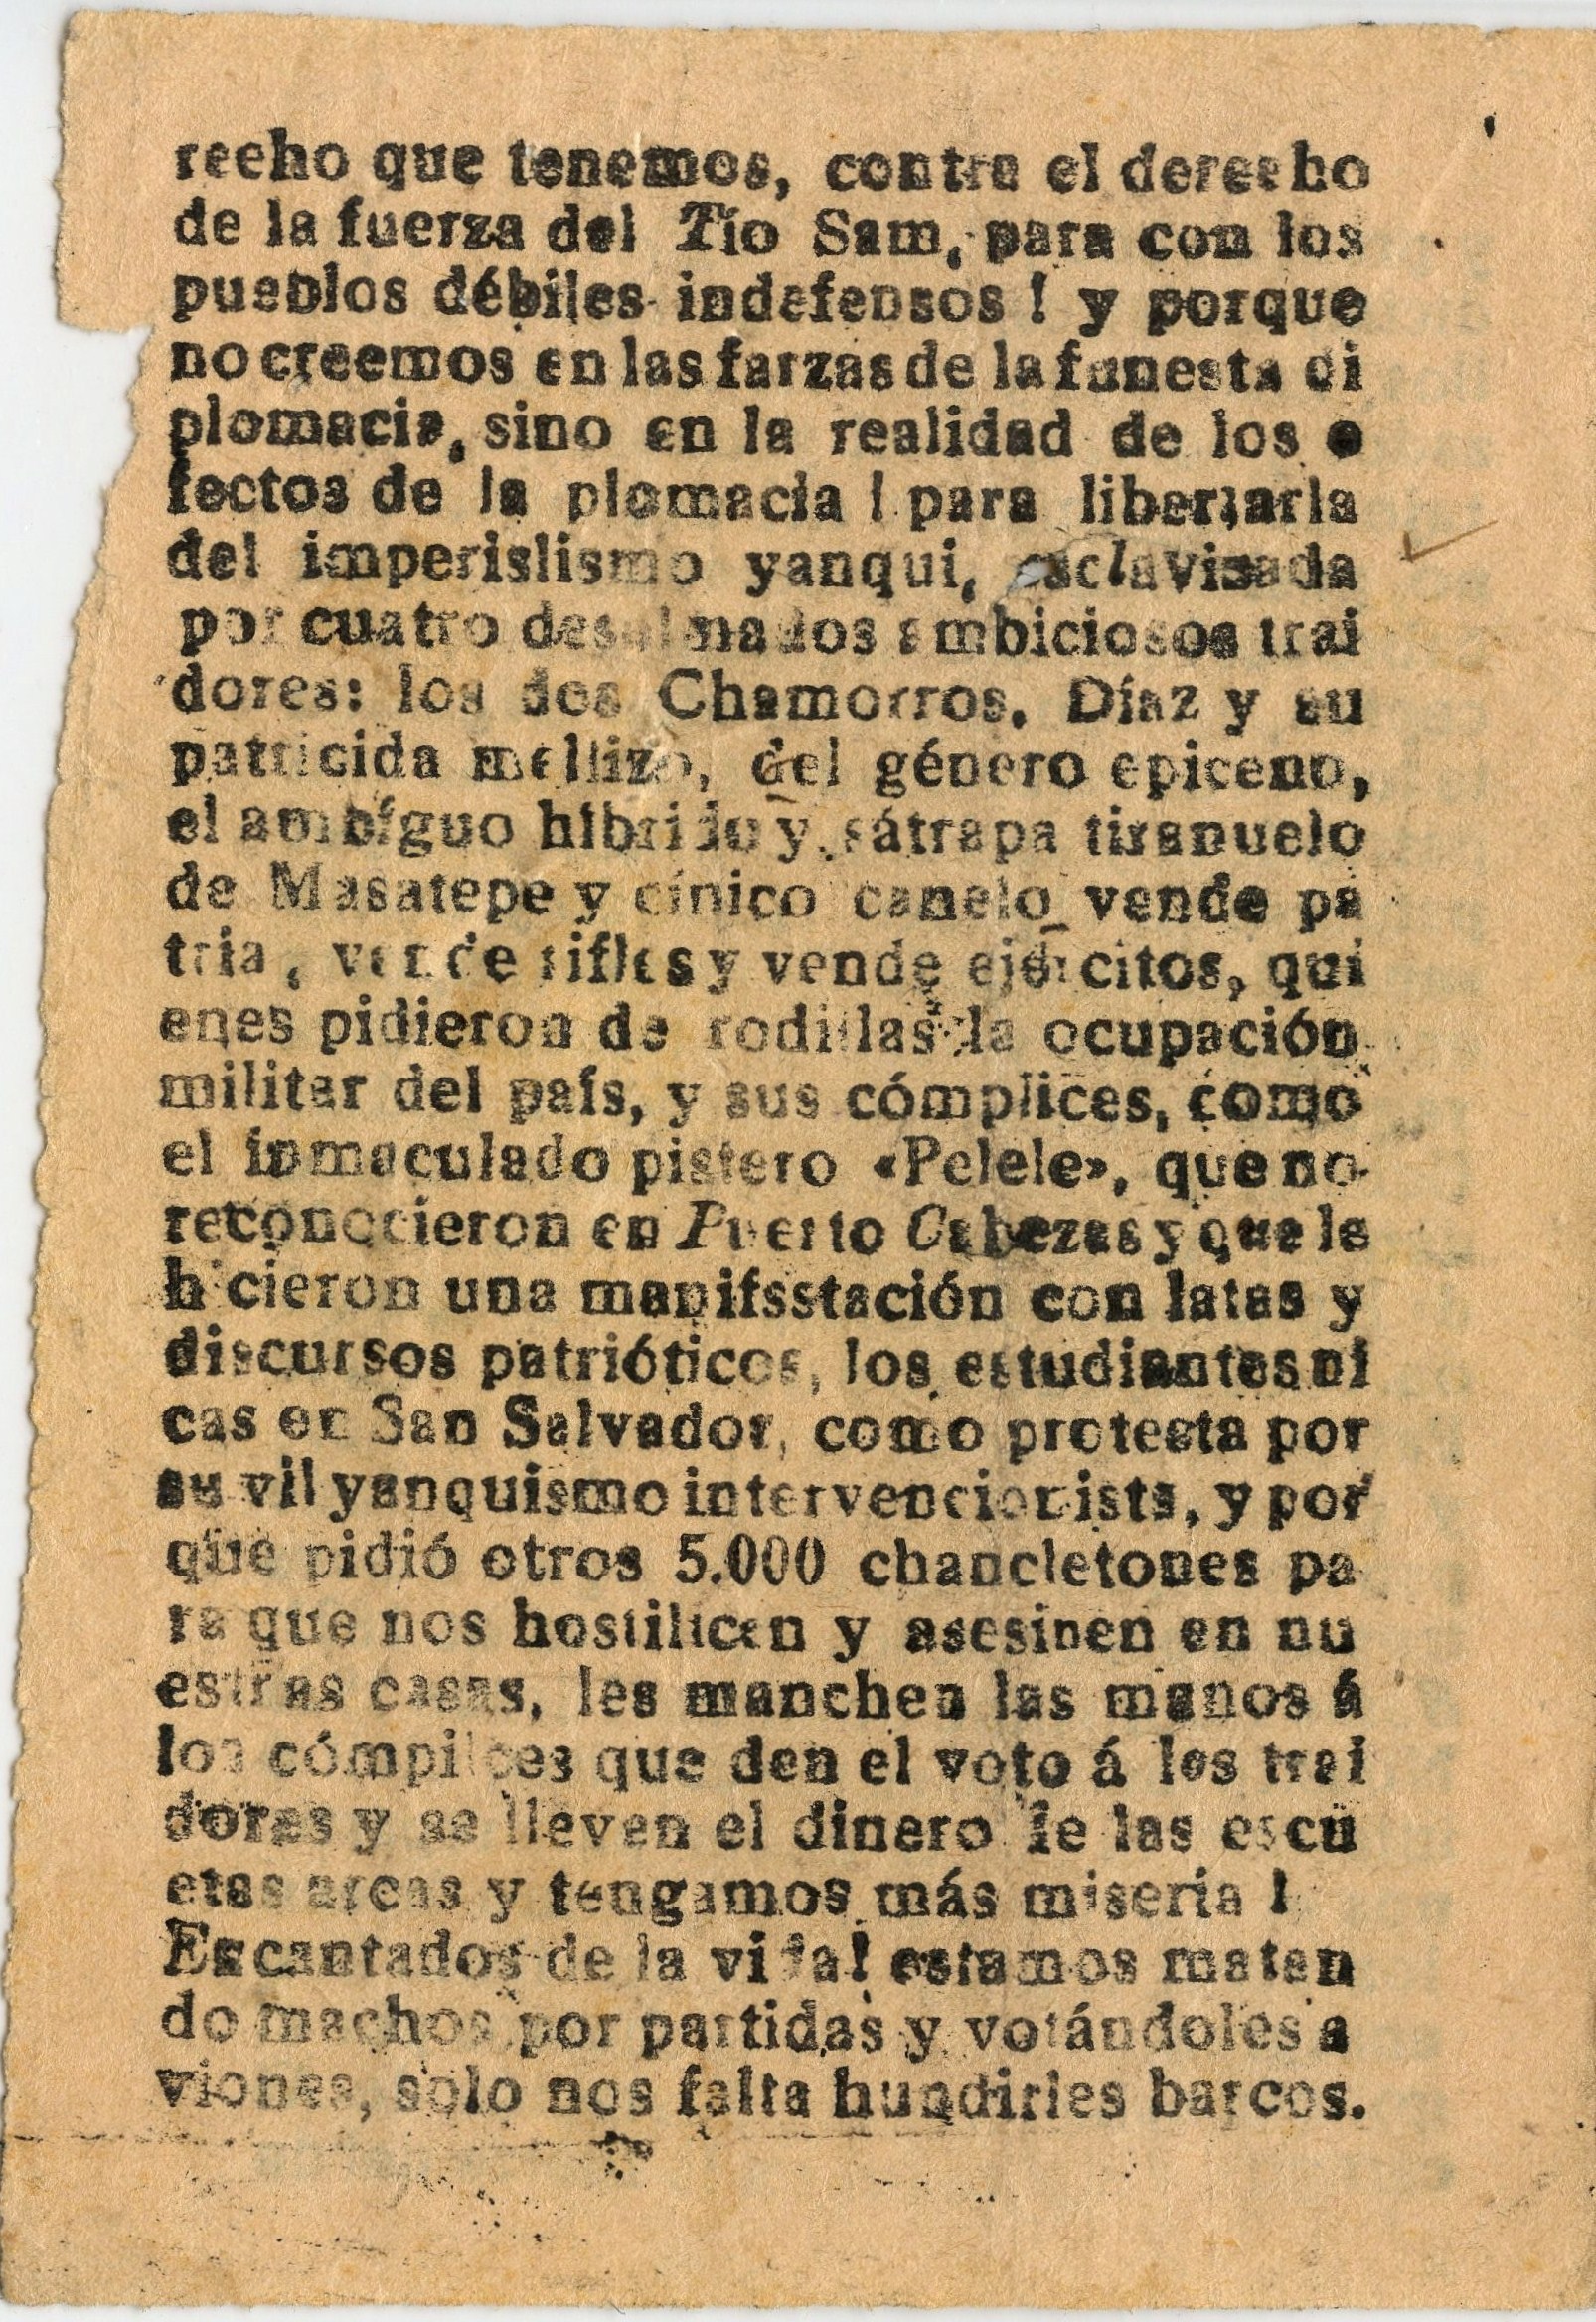 recho que tenemos, contra el derecho
de la fuerza del Tío Sam, para con los
pueblos débiles indefensos ! y porque
no creemos en las farzas de la funesta di
plomacia, sino en la realidad de los e
fectos de la plomacia ! para libertarla
del imperislismo yanqui, esclavisada
por cuatro desalmados ambiciosos trai
dores: los dos Chamorros, Díaz y su
patricida mellizo, del género epiceno,
el ambíguo híbrido y sátrapa tiranuelo
de Masatepe y cínico canelo vende pa
tria, vende rifles y vende ejércitos, qui
enes pidieron de rodillas la ocupación
militar del país, y sus cómplices, como
el inmaculado pistero «Pelele», que no
reconocieron en Puerto Cabezas y que le
hicieron una manifsstación con latas y
discursos patrióticos, los estudiantes ni
cas en San Salvador, como protesta por
su vil yanquismo intervencionista, y por
que pidió otros 5.000 chancletones pa
ra que nos hostilicen y asesinen en nu
estras casas, les manchen las manos á
los cómpilces que den el voto á los trai
dores y se lleven el dinero de las escu
etas arcas y tengamos más miseria !
Encantados de la vida! estamos matan
do machos por partidas y votándoles a
viones, solo nos falta hundirles barcos.